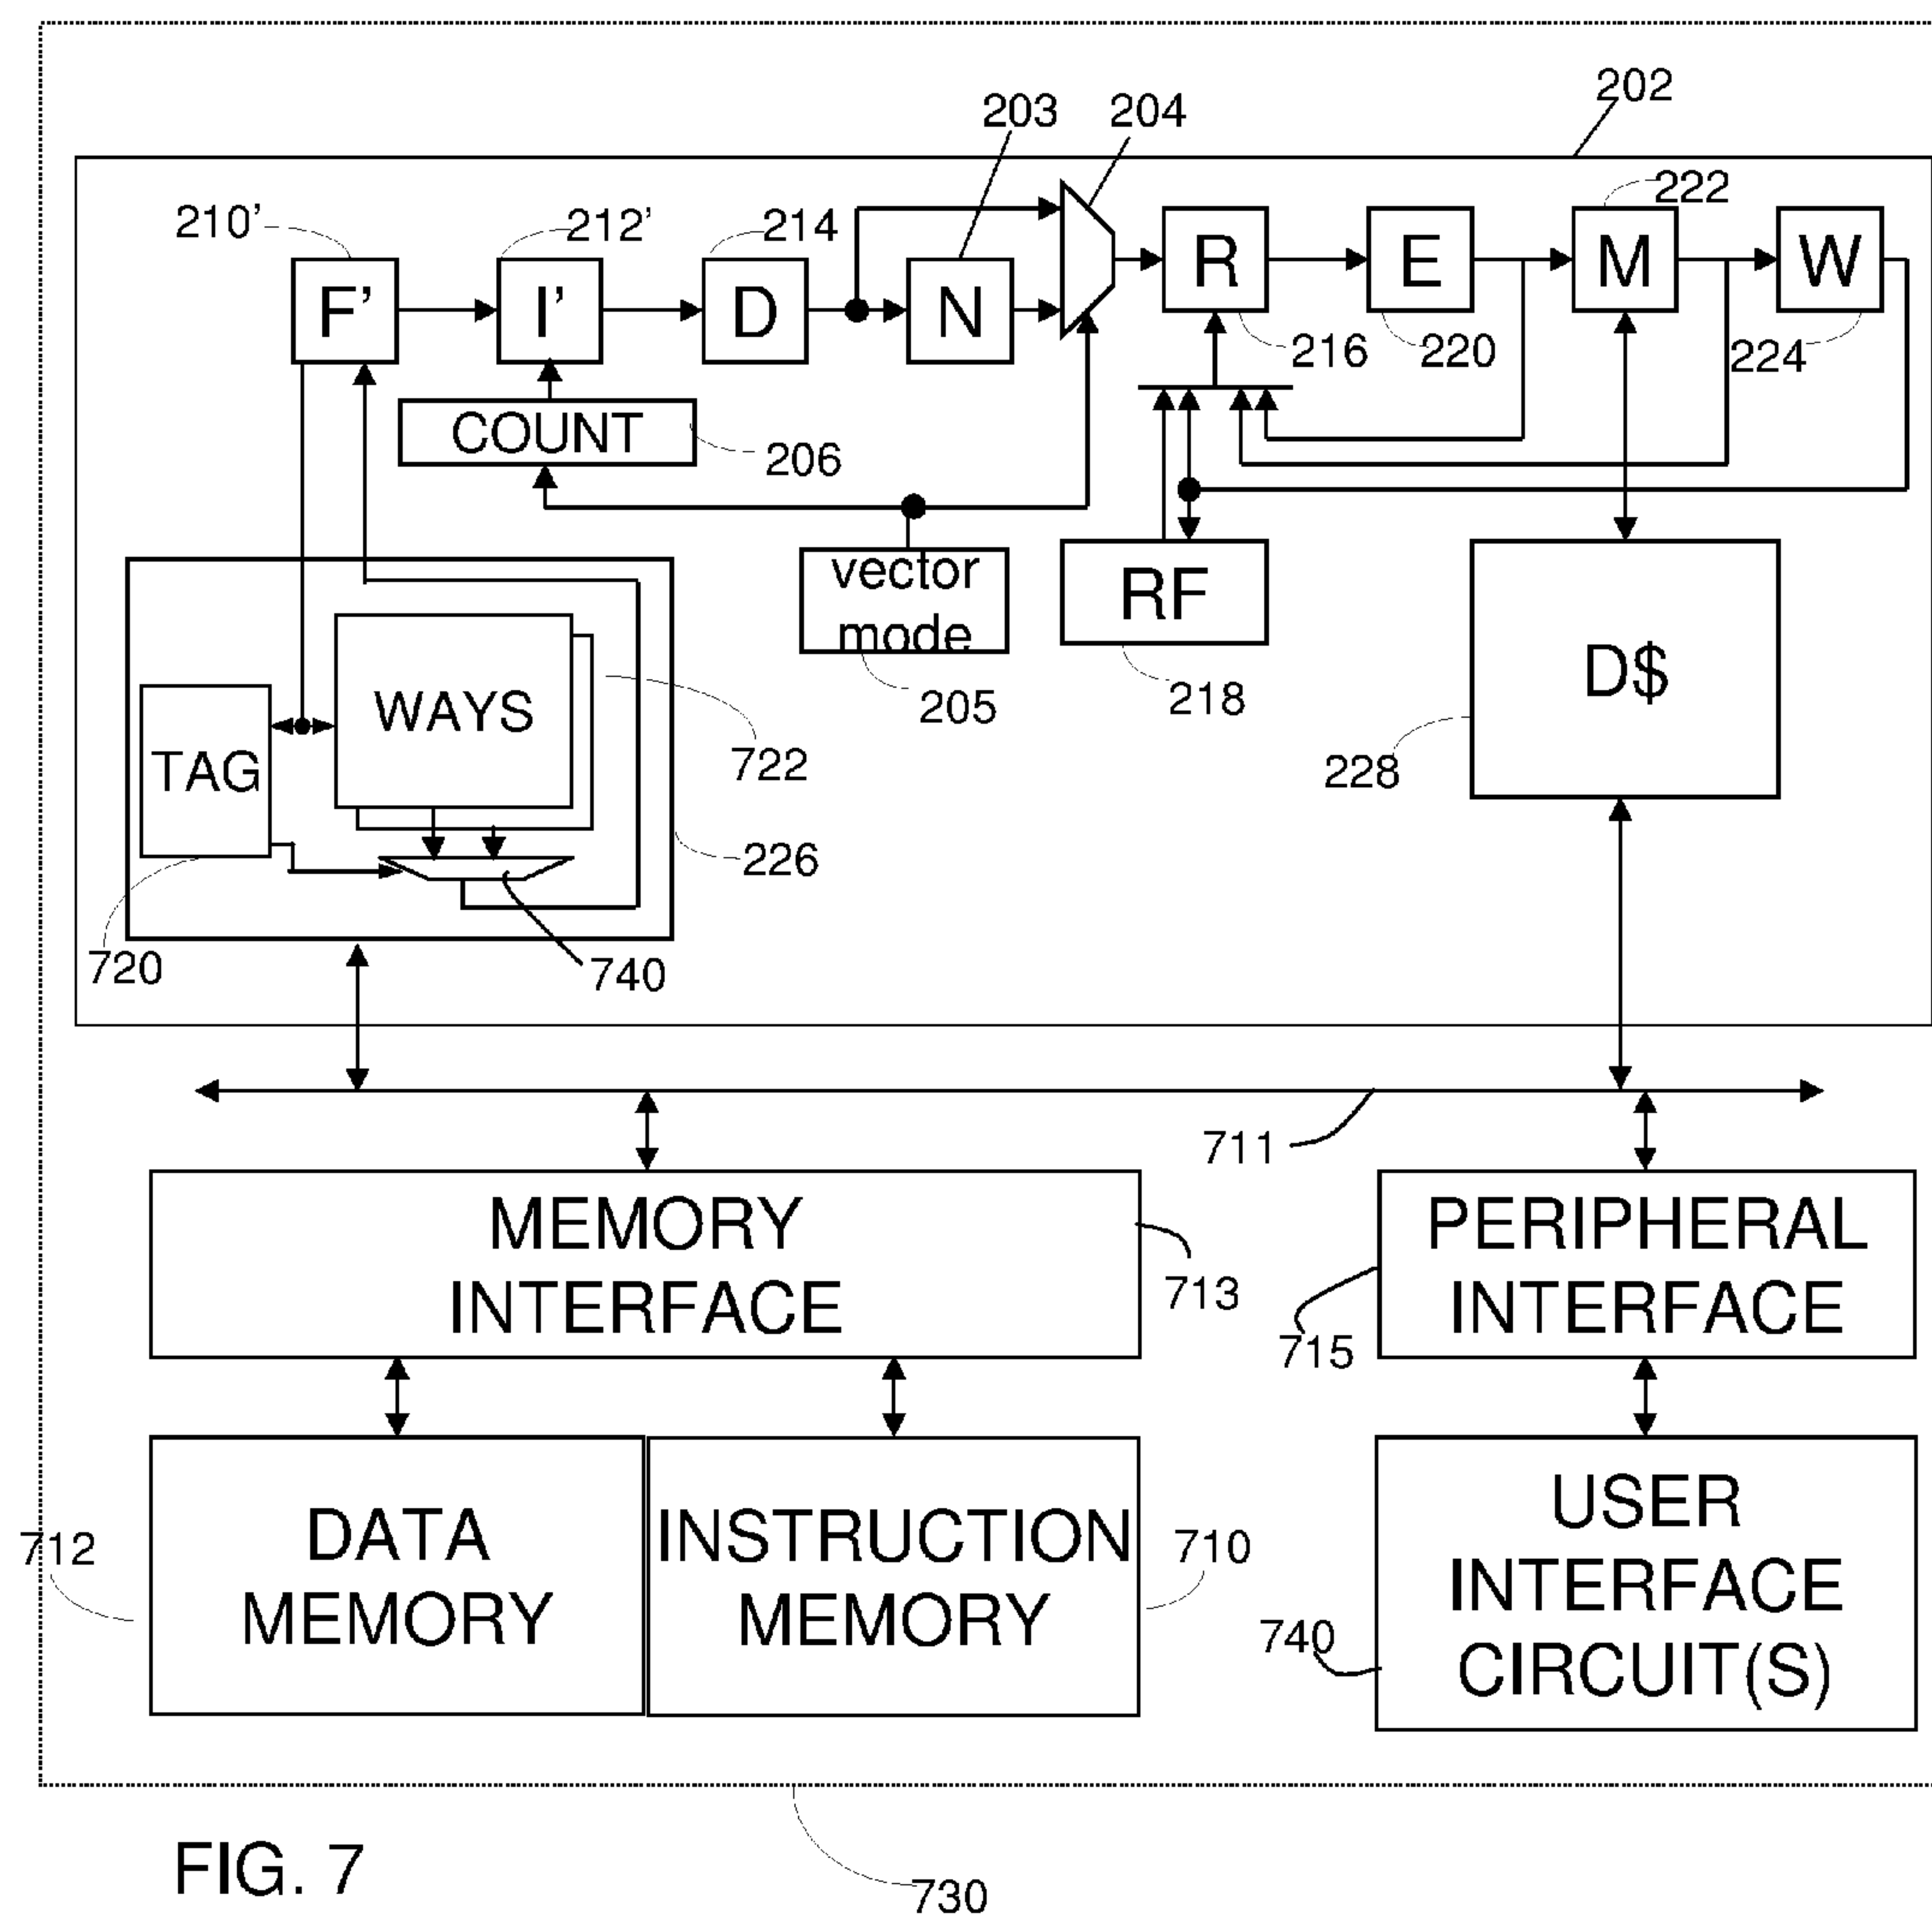 202
203
204
210’
212’
214
222
F’
I’
D
N
R
E
M
W
216
220
224
COUNT
206
vector
mode
RF
D$
205
218
228
WAYS
TAG
722
226
720
740
711
MEMORY
INTERFACE
713
PERIPHERAL
INTERFACE
715
DATA
MEMORY
712
INSTRUCTION
MEMORY
710
USER
INTERFACE
CIRCUIT(S)
740
FIG. 7
730